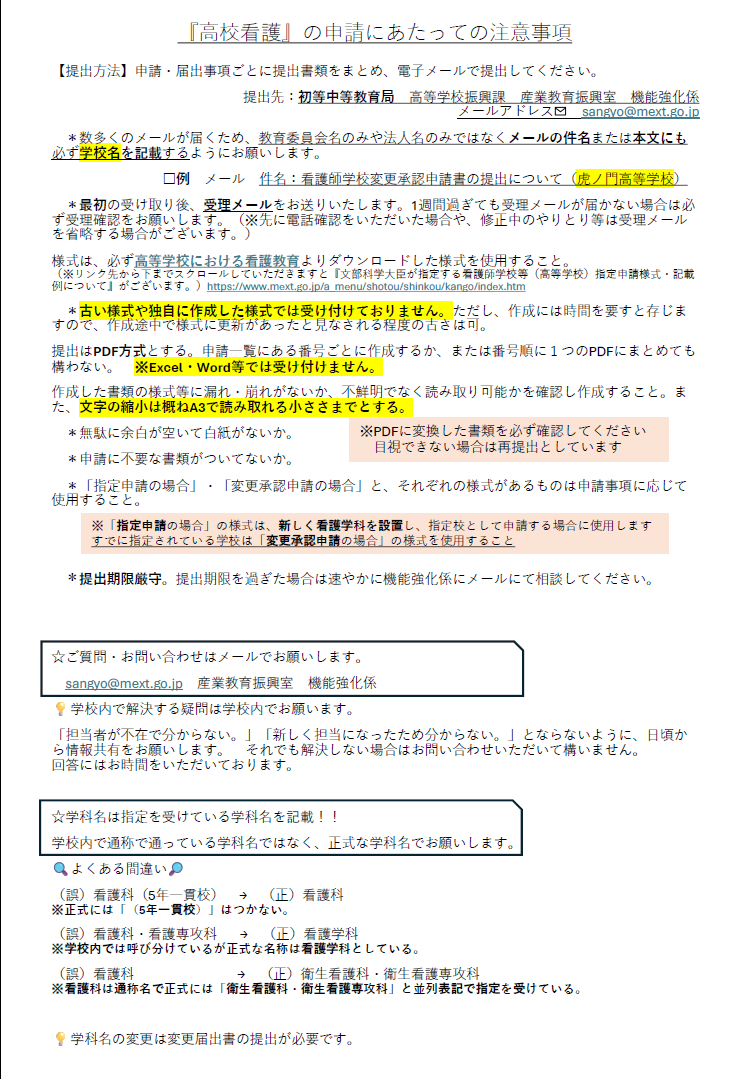 『高校看護』の申請にあたっての注意事項
【提出方法】申請・届出事項ごとに提出書類をまとめ、電子メールで提出してください。
提出先：初等中等教育局　高等学校振興課　産業教育振興室　機能強化係
メールアドレス✉　sangyo@mext.go.jp
＊数多くのメールが届くため、教育委員会名のみや法人名のみではなくメールの件名または本文にも
必ず学校名を記載するようにお願いします。
□例　メール　件名：看護師学校変更承認申請書の提出について（虎ノ門高等学校）
＊最初の受け取り後、受理メールをお送りいたします。1週間過ぎても受理メールが届かない場合は必
ず受理確認をお願いします。（※先に電話確認をいただいた場合や、修正中のやりとり等は受理メール
を省略する場合がございます。）
様式は、必ず高等学校における看護教育よりダウンロードした様式を使用すること。
（※リンク先から下までスクロールしていただきますと『文部科学大臣が指定する看護師学校等（高等学校）指定申請様式・記載
例について』がございます。）https://www.mext.go.jp/a_menu/shotou/shinkou/kango/index.htm
＊古い様式や独自に作成した様式では受け付けておりません。ただし、作成には時間を要すと存じま
すので、作成途中で様式に更新があったと見なされる程度の古さは可。
提出はPDF方式とする。申請一覧にある番号ごとに作成するか、または番号順に１つのPDFにまとめても
構わない。　※Excel・Word等では受け付けません。
作成した書類の様式等に漏れ・崩れがないか、不鮮明でなく読み取り可能かを確認し作成すること。ま
た、文字の縮小は概ねA3で読み取れる小ささまでとする。
＊無駄に余白が空いて白紙がないか。
＊申請に不要な書類がついてないか。
※PDFに変換した書類を必ず確認してください
目視できない場合は再提出としています
＊「指定申請の場合」・「変更承認申請の場合」と、それぞれの様式があるものは申請事項に応じて
使用すること。
※「指定申請の場合」の様式は、新しく看護学科を設置し、指定校として申請する場合に使用します
すでに指定されている学校は「変更承認申請の場合」の様式を使用すること
＊提出期限厳守。提出期限を過ぎた場合は速やかに機能強化係にメールにて相談してください。
☆ご質問・お問い合わせはメールでお願いします。
sangyo@mext.go.jp　産業教育振興室　機能強化係
💡学校内で解決する疑問は学校内でお願います。
「担当者が不在で分からない。」「新しく担当になったため分からない。」とならないように、日頃か
ら情報共有をお願いします。　それでも解決しない場合はお問い合わせいただいて構いません。
回答にはお時間をいただいております。
☆学科名は指定を受けている学科名を記載！！
学校内で通称で通っている学科名ではなく、正式な学科名でお願いします。
🔍よくある間違い🔎
（誤）看護科（5年一貫校）　→　（正）看護科
※正式には「（5年一貫校）」はつかない。
（誤）看護科・看護専攻科　→　（正）看護学科
※学校内では呼び分けているが正式な名称は看護学科としている。
（誤）看護科　→　（正）衛生看護科・衛生看護専攻科
※看護科は通称名で正式には「衛生看護科・衛生看護専攻科」と並列表記で指定を受けている。
💡学科名の変更は変更届出書の提出が必要です。